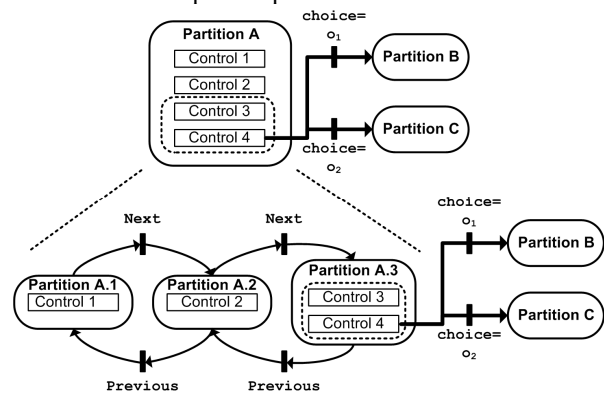 choice=
o1
Partition A
Control 1
Control 2
Control 3
Control 4
Partition B
Partition C
choice=
o2
Next
Next
choice=
o1
Partition A.1
Control 1
Partition A.2
Control 2
Partition A.3
Control 3
Control 4
Partition B
Partition C
choice=
o2
Previous
Previous